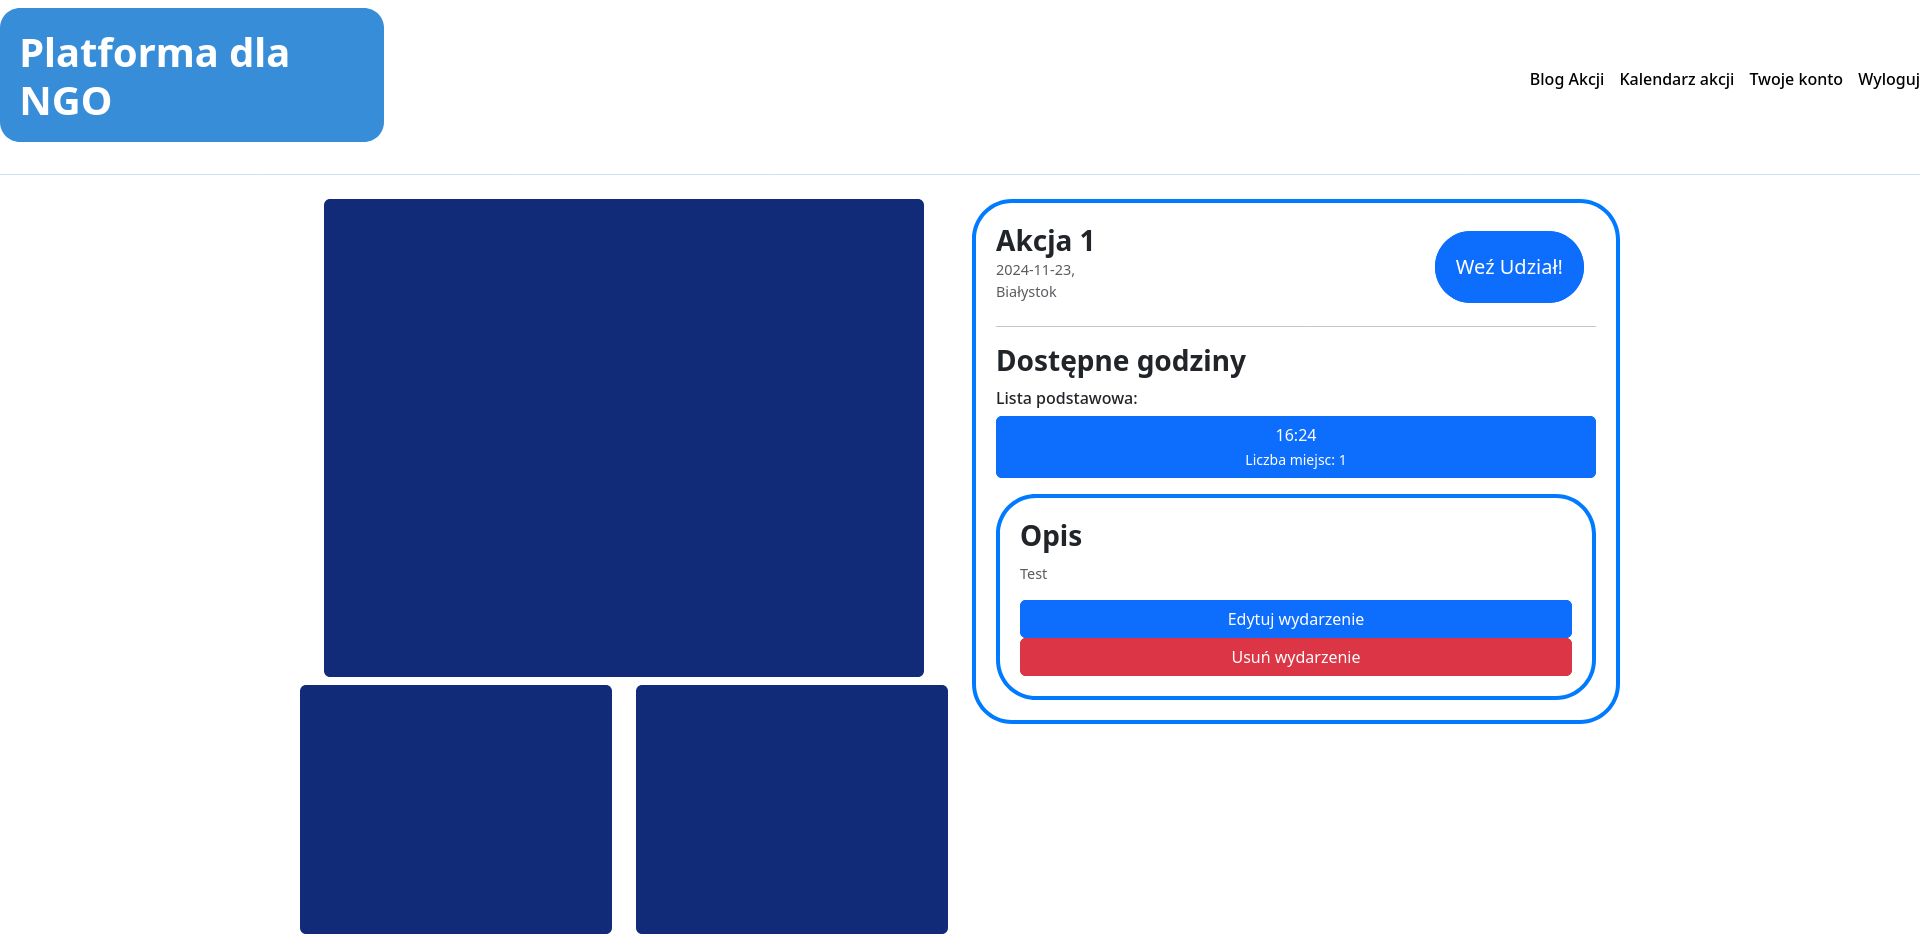 Platforma dla
NGO
Blog Akcji Kalendarz akcji Twoje konto Wyloguj
Akcja 1
2024-11-23,
Białystok
Weź Udział!
Dostępne godziny
Lista podstawowa:
16:24
Liczba miejsc: 1
Opis
Test
Edytuj wydarzenie
Usuń wydarzenie